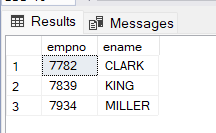 Results Messages
empno ename
1 7782 CLARK
2 7839 KING
3 7934 MILLER